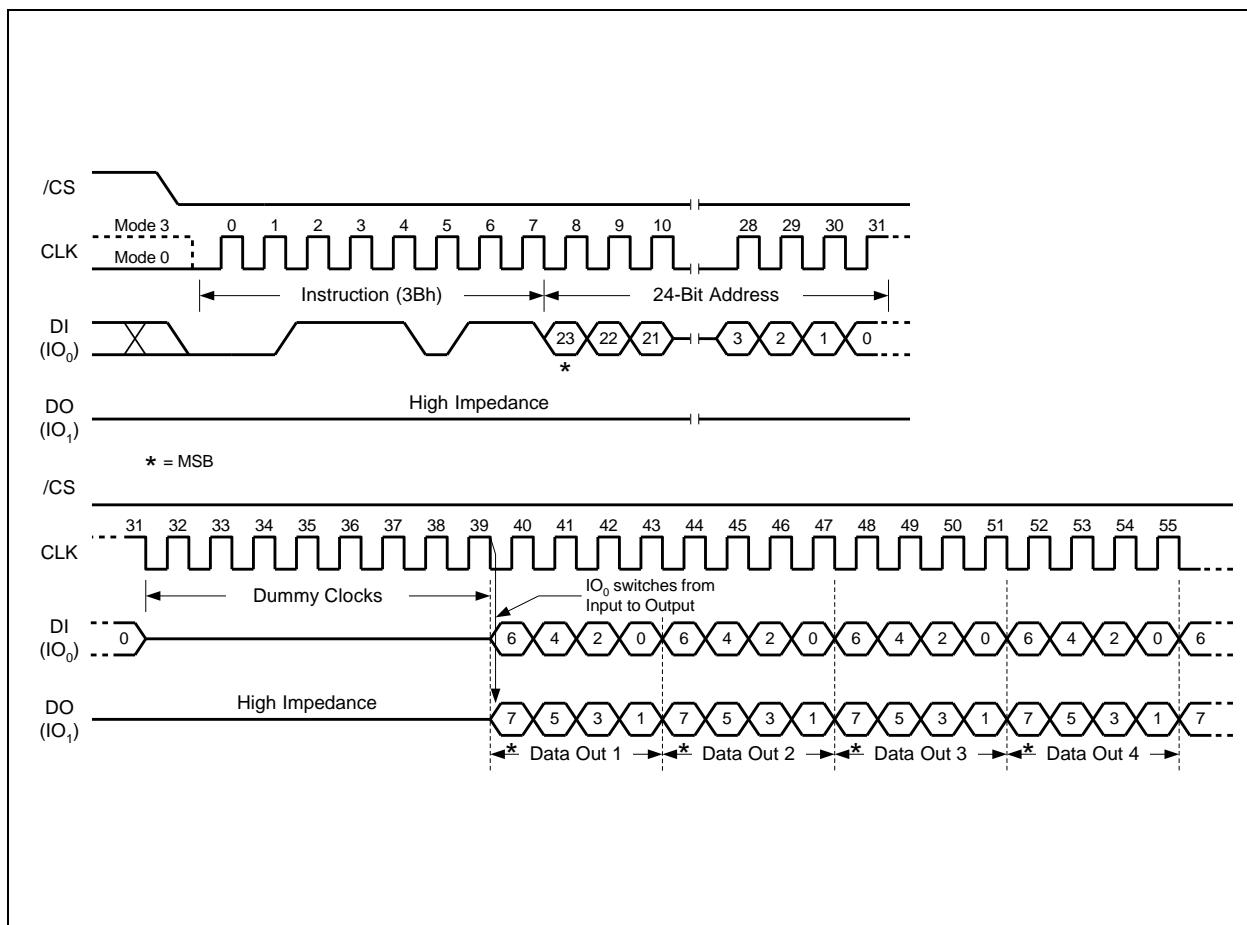 /CS
Mode 3 0 1 2 3 4 5 6 7 8 9 10 28 29 30 31
CLK
Mode 0
Instruction (3Bh) 24-Bit Address
DI
(IO0)
23 22 21 3 2 1 0
*
High Impedance
DO
(IO1)
* = MSB
/CS
31 32 33 34 35 36 37 38 39 40 41 42 43 44 45 46 47 48 49 50 51 52 53 54 55
CLK
Dummy Clocks
IO0 switches from
Input to Output
DI
(IO0)
0 6 4 2 0 6 4 2 0 6 4 2 0 6 4 2 0 6
High Impedance
DO
(IO1)
7 5 3 1 7 5 3 1 7 5 3 1 7 5 3 1 7
* Data Out 1 * Data Out 2 * Data Out 3 * Data Out 4